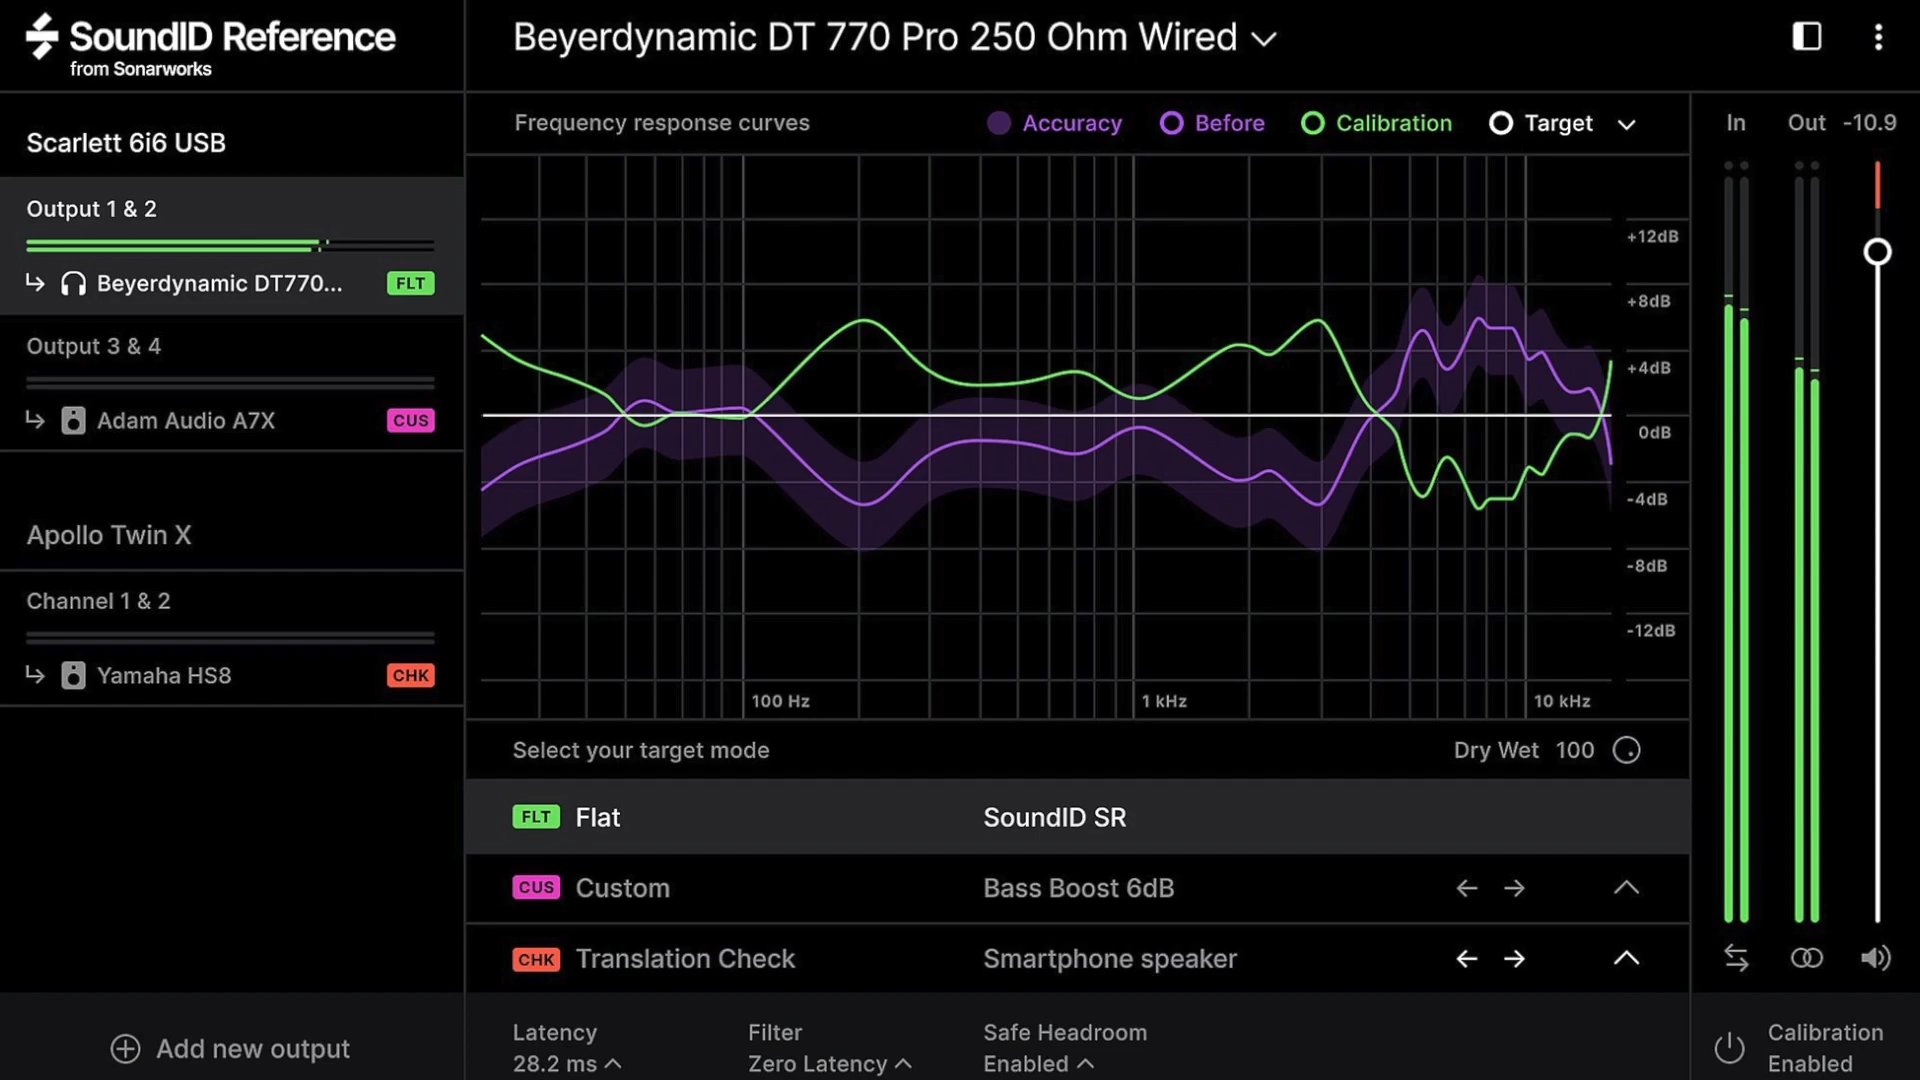 SoundID Reference
from Sonarworks
Beyerdynamic DT 770 Pro 250 Ohm Wired
Scarlett 6i6 USB
Output 1 & 2
Beyerdynamic DT770...
FLT
Output 3 & 4
Adam Audio A7X
CUS
Apollo Twin X
Channel 1 & 2
Yamaha HS8
CHK
Add new output
Frequency response curves
Accuracy
Before
Calibration
Target
+12dB
+8dB
+4dB
0dB
-4dB
-8dB
-12dB
100 Hz
1 kHz
10 kHz
Select your target mode
Dry Wet 100
FLT Flat SoundID SR
CUS Custom Bass Boost 6dB
CHK Translation Check Smartphone speaker
Latency
28.2 ms
Filter
Zero Latency
Safe Headroom
Enabled
In
Out
-10.9
Calibration
Enabled